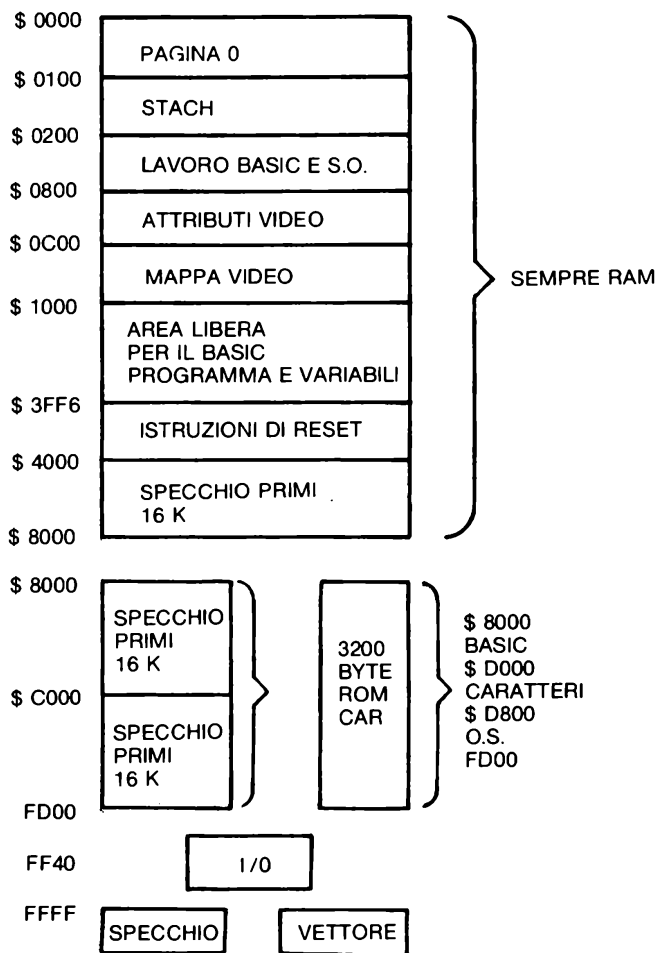 $ 0000
PAGINA 0
$ 0100
STACH
$ 0200
LAVORO BASIC E S.O.
$ 0800
ATTRIBUTI VIDEO
$ 0C00
MAPPA VIDEO
$ 1000
AREA LIBERA
PER IL BASIC
PROGRAMMA E VARIABILI
$ 3FF6
ISTRUZIONI DI RESET
$ 4000
SPECCHIO PRIMI
16 K
$ 8000
SEMPRE RAM
$ 8000
SPECCHIO
PRIMI
16 K
$ C000
SPECCHIO
PRIMI
16 K
FD00
3200
BYTE
ROM
CAR
$ 8000
BASIC
$ D000
CARATTERI
$ D800
O.S.
FD00
FF40
1/0
FFFF
SPECCHIO
VETTORE